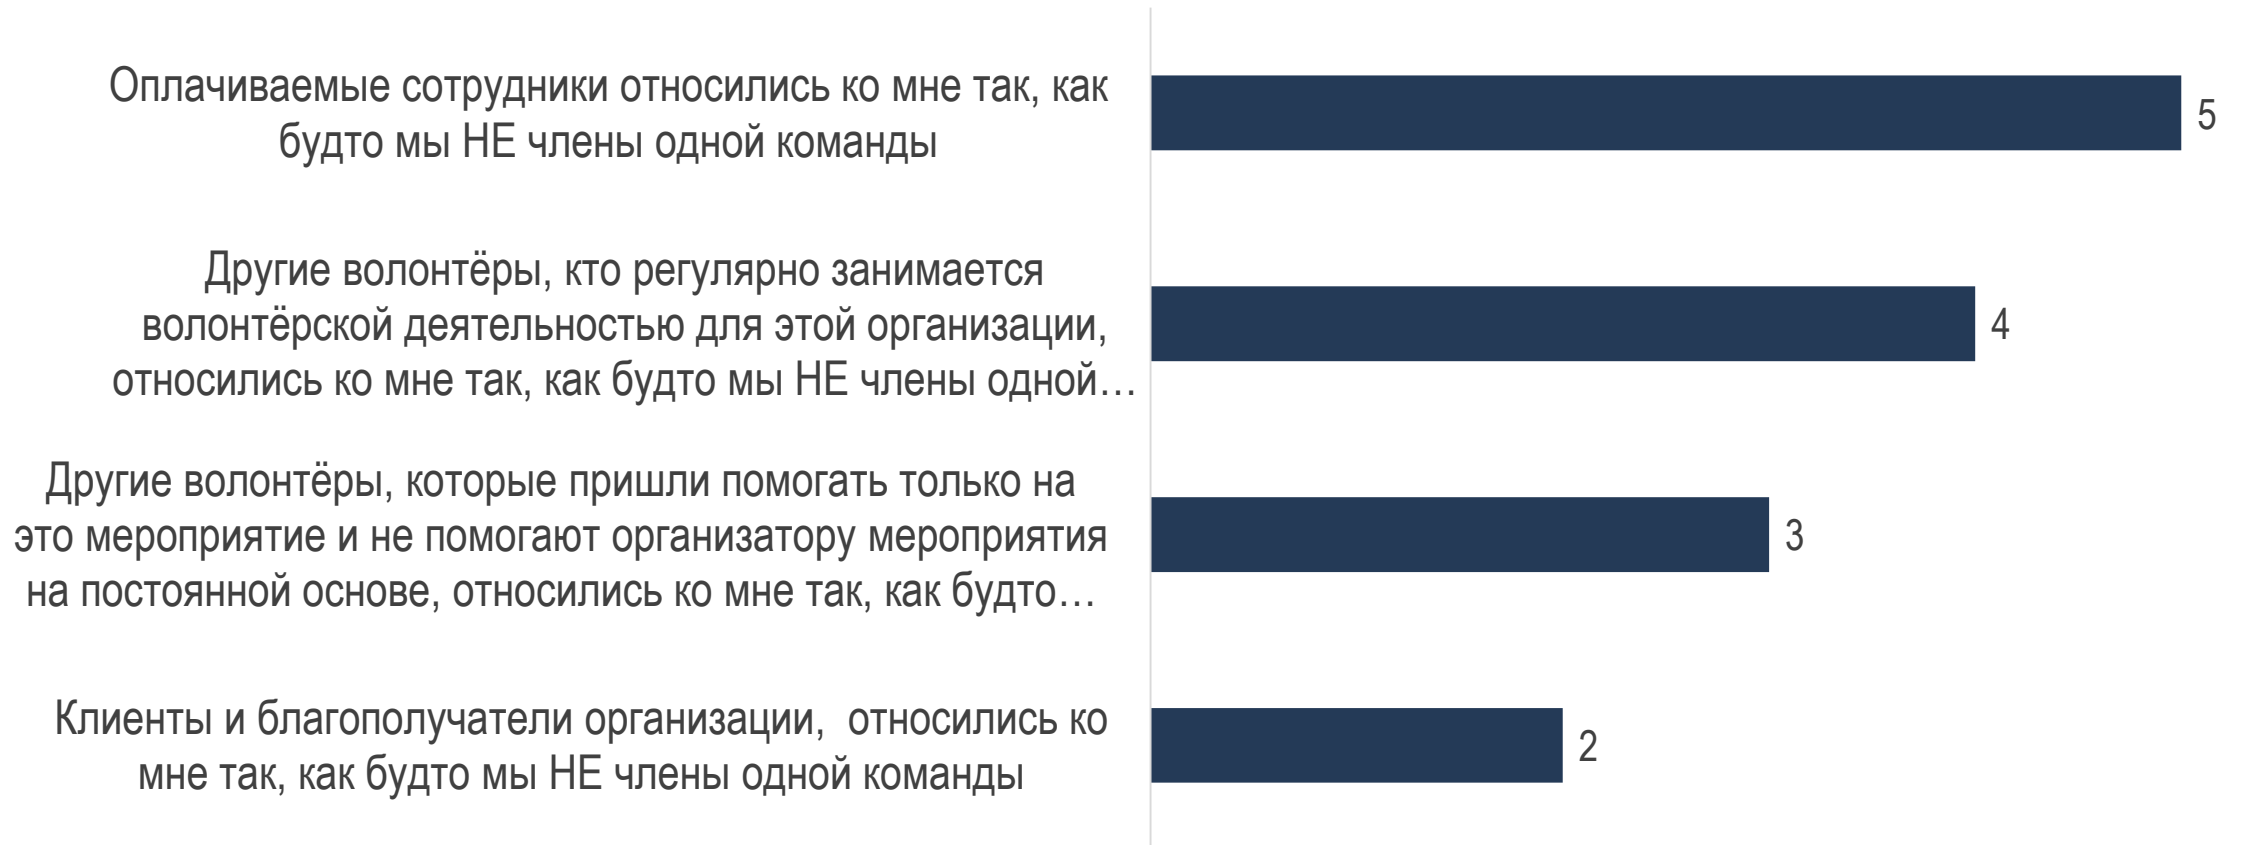 Оплачиваемые сотрудники относились ко мне так, как
будто мы НЕ члены одной команды
5
Другие волонтёры, кто регулярно занимается
волонтёрской деятельностью для этой организации,
относились ко мне так, как будто мы НЕ члены одной…
4
Другие волонтёры, которые пришли помогать только на
это мероприятие и не помогают организатору мероприятия
на постоянной основе, относились ко мне так, как будто…
3
Клиенты и благополучатели организации,  относились ко
мне так, как будто мы НЕ члены одной команды
2